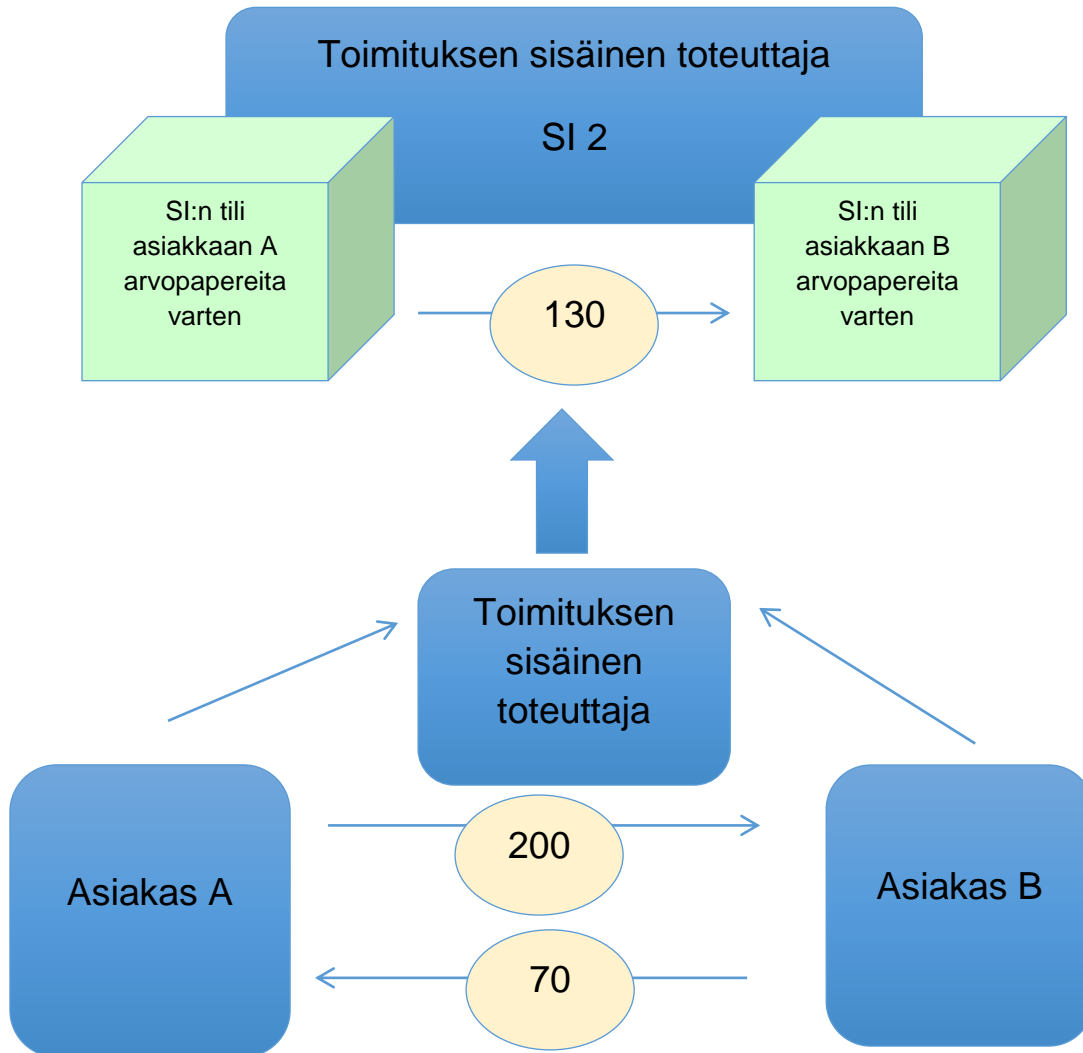 Toimituksen sisäinen toteuttaja
SI 2
SI:n tili
asiakkaan A
arvopapereita
varten
130
SI:n tili
asiakkaan B
arvopapereita
varten
Toimituksen
sisäinen
toteuttaja
Asiakas A
200
Asiakas B
70